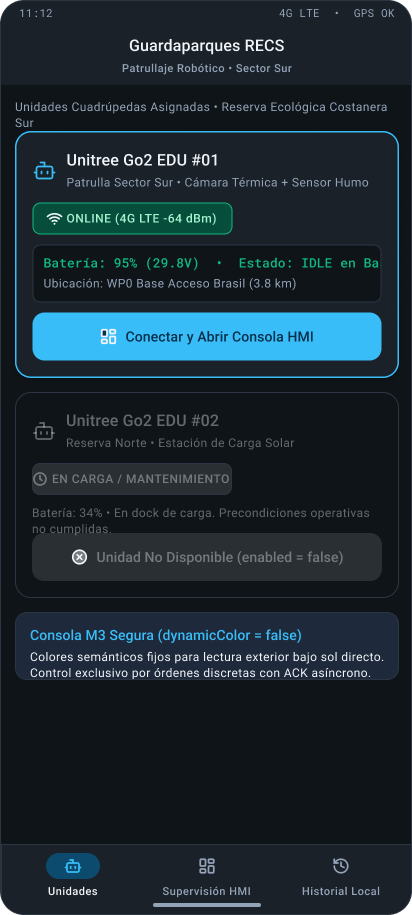 11:12
4G LTE • GPS OK
Guardaparques RECS
Patrullaje Robótico • Sector Sur
Unidades Cuadrúpedas Asignadas • Reserva Ecológica Costanera
Sur
Unitree Go2 EDU #01
Patrulla Sector Sur • Cámara Térmica + Sensor Humo
ONLINE (4G LTE -64 dBm)
Batería: 95% (29.8V) • Estado: IDLE en Ba
Ubicación: WP0 Base Acceso Brasil (3.8 km)
Conectar y Abrir Consola HMI
Unitree Go2 EDU #02
Reserva Norte • Estación de Carga Solar
EN CARGA / MANTENIMIENTO
Batería: 34% • En dock de carga. Precondiciones operativas
no cumplidas.
Unidad No Disponible (enabled = false)
Consola M3 Segura (dynamicColor = false)
Colores semánticos fijos para lectura exterior bajo sol directo.
Control exclusivo por órdenes discretas con ACK asíncrono.
Unidades
Supervisión HMI
Historial Local